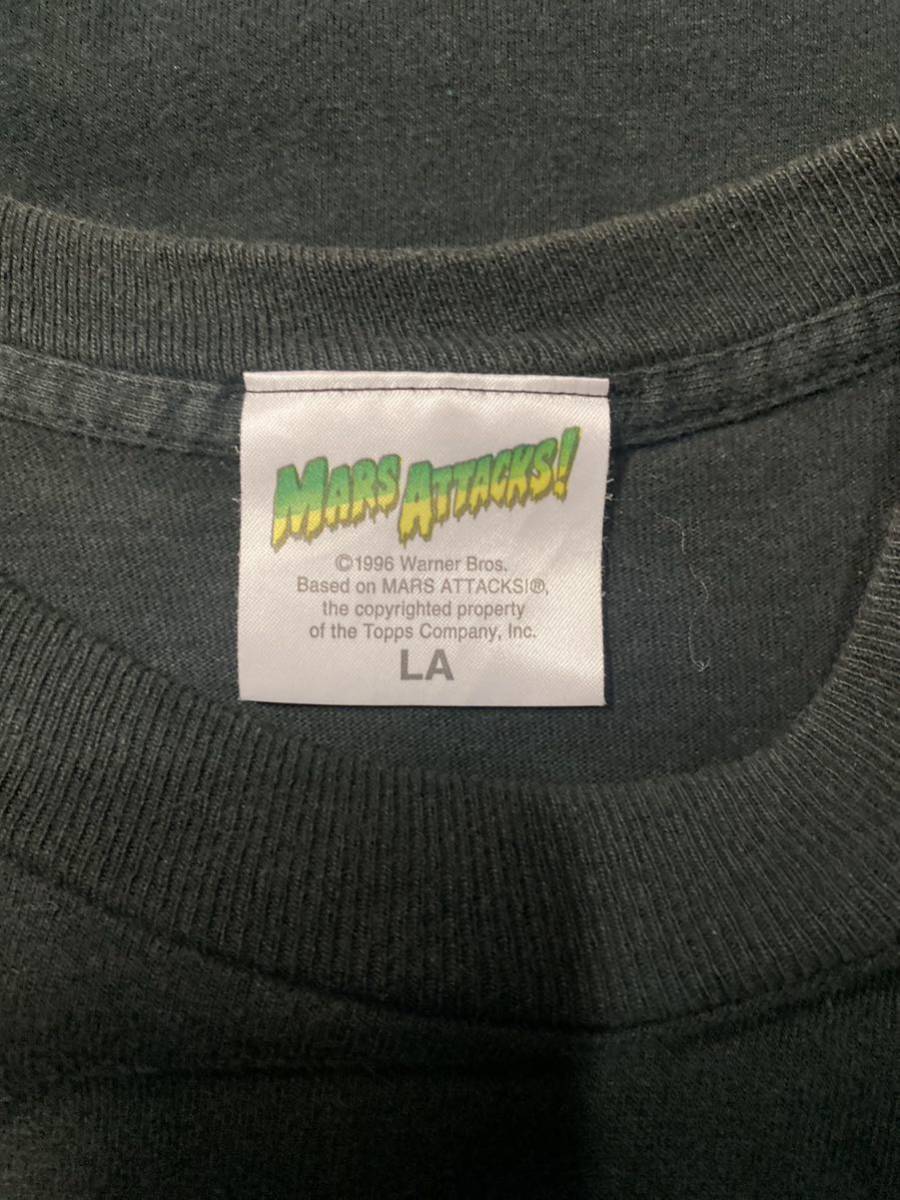 MARS ATTACKS!
©1996 Warner Bros.
Based on MARS ATTACKS!®,
the copyrighted property
of the Topps Company, Inc.
LA